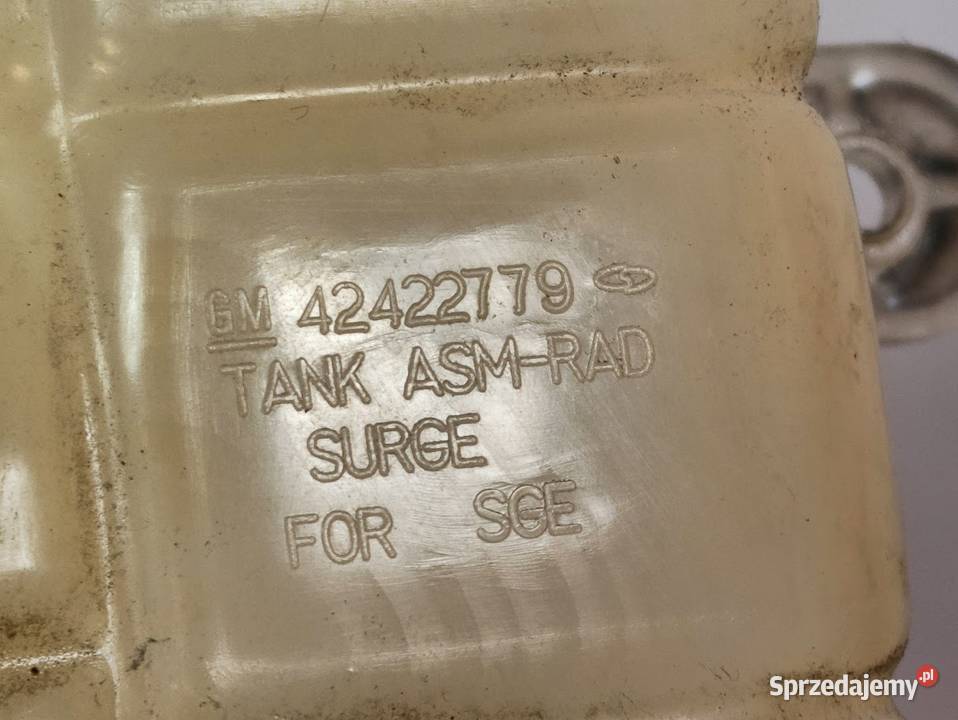 GM 42422779
TANK ASM-RAD
SURGE
FOR SGE
Sprzedajemy.pl